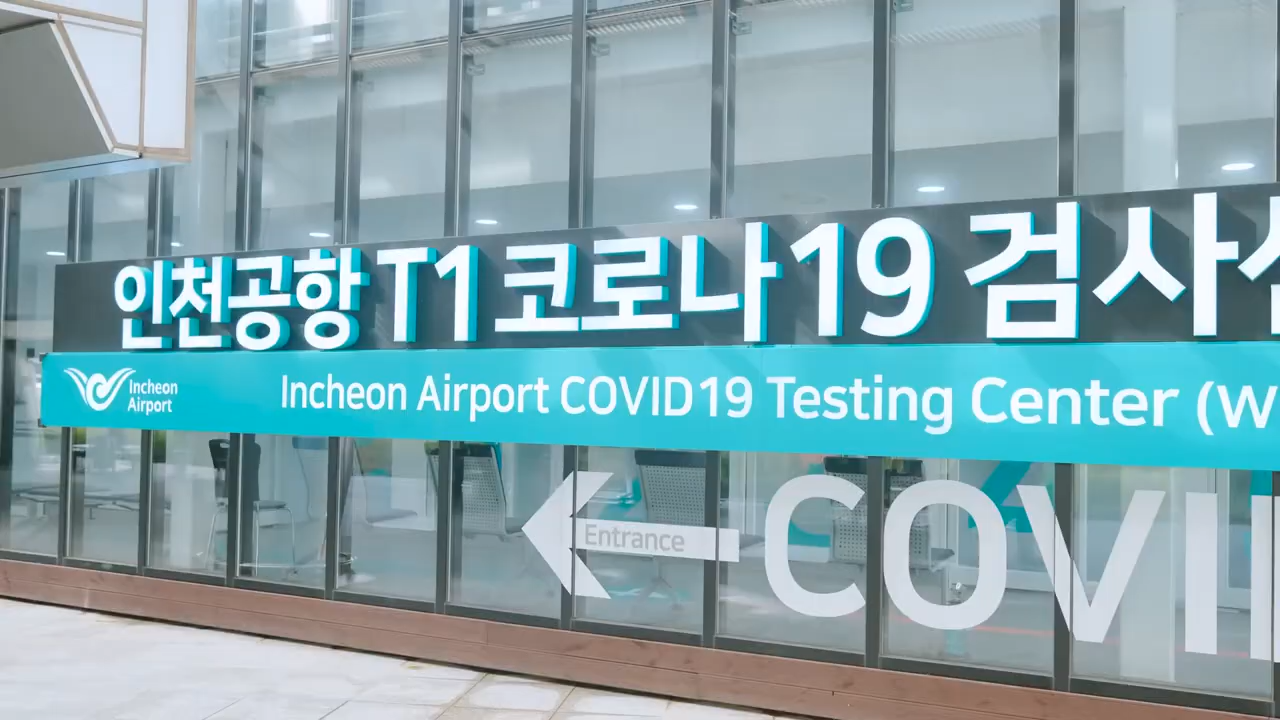 인천공항 T1 코로나19 검사
Incheon Airport
Incheon Airport COVID19 Testing Center (W
Entrance
COVI